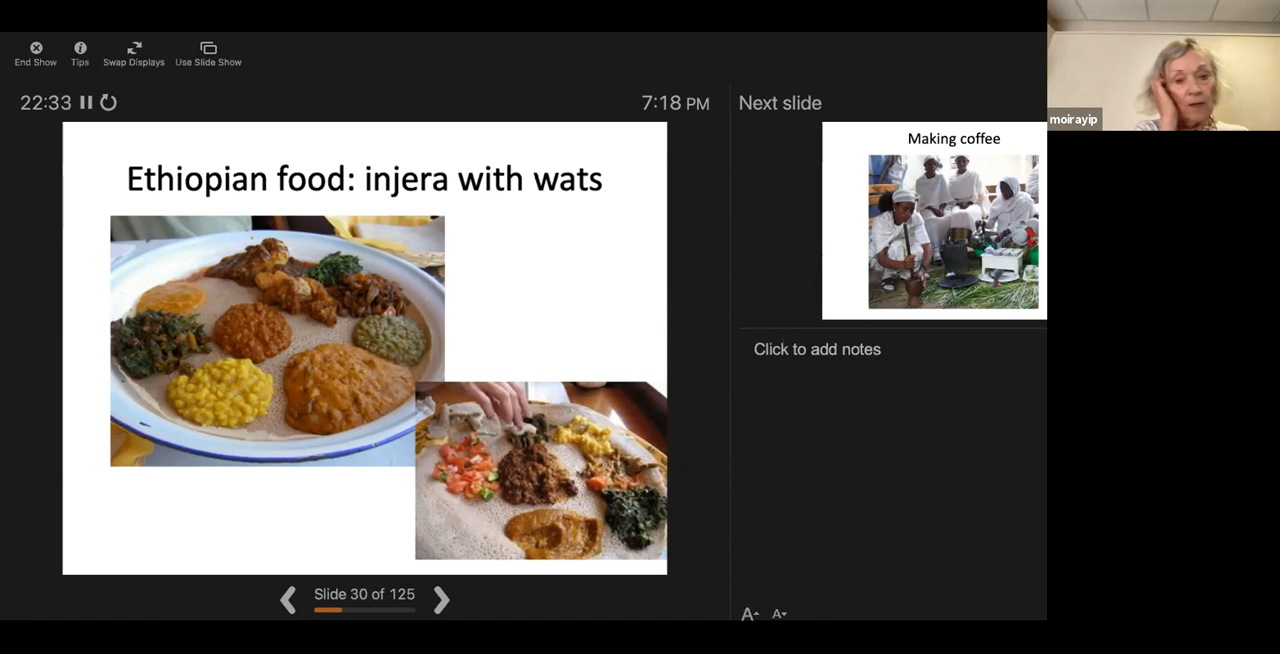 End Show
Tips
Swap Displays
Use Slide Show
22:33
7:18 PM
Next slide
moirayip
Ethiopian food: injera with wats
Making coffee
Click to add notes
Slide 30 of 125
A
A